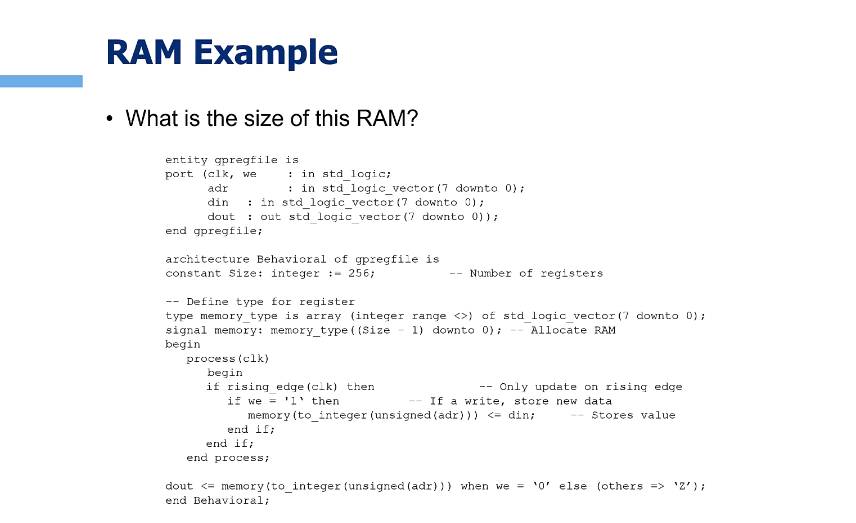 RAM Example
• What is the size of this RAM?
entity gpregfile is
port (clk, we : in std_logic;
adr : in std_logic_vector(7 downto 0);
din : in std_logic_vector(7 downto 0);
dout : out std_logic_vector(7 downto 0));
end gpregfile;
architecture Behavioral of gpregfile is
constant Size: integer := 256; -- Number of registers
-- Define type for register
type memory_type is array (integer range <>) of std_logic_vector(7 downto 0);
signal memory: memory_type((Size - 1) downto 0); -- Allocate RAM
begin
process(clk)
begin
if rising_edge(clk) then -- Only update on rising edge
if we = '1‘ then -- If a write, store new data
memory(to_integer(unsigned(adr))) <= din; -- Stores value
end if;
end if;
end process;
dout <= memory(to_integer(unsigned(adr))) when we = ‘0’ else (others => ‘Z’);
end Behavioral;